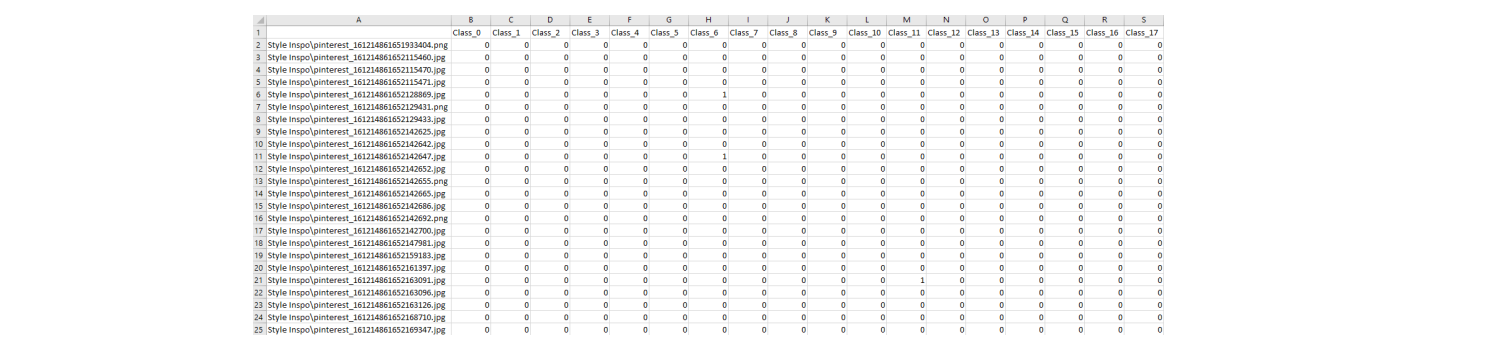 A B C D E F G H I J K L M N O P Q R S
1 Class_0 Class_1 Class_2 Class_3 Class_4 Class_5 Class_6 Class_7 Class_8 Class_9 Class_10 Class_11 Class_12 Class_13 Class_14 Class_15 Class_16 Class_17
2 Style Inspo\pinterest_161214861651933404.png 0 0 0 0 0 0 0 0 0 0 0 0 0 0 0 0 0 0
3 Style Inspo\pinterest_161214861652115460.jpg 0 0 0 0 0 0 0 0 0 0 0 0 0 0 0 0 0 0
4 Style Inspo\pinterest_161214861652115470.jpg 0 0 0 0 0 0 0 0 0 0 0 0 0 0 0 0 0 0
5 Style Inspo\pinterest_161214861652115471.jpg 0 0 0 0 0 0 0 0 0 0 0 0 0 0 0 0 0 0
6 Style Inspo\pinterest_161214861652128869.jpg 0 0 0 0 0 0 1 0 0 0 0 0 0 0 0 0 0 0
7 Style Inspo\pinterest_161214861652129431.png 0 0 0 0 0 0 0 0 0 0 0 0 0 0 0 0 0 0
8 Style Inspo\pinterest_161214861652129433.jpg 0 0 0 0 0 0 0 0 0 0 0 0 0 0 0 0 0 0
9 Style Inspo\pinterest_161214861652142625.jpg 0 0 0 0 0 0 0 0 0 0 0 0 0 0 0 0 0 0
10 Style Inspo\pinterest_161214861652142642.jpg 0 0 0 0 0 0 0 0 0 0 0 0 0 0 0 0 0 0
11 Style Inspo\pinterest_161214861652142647.jpg 0 0 0 0 0 0 1 0 0 0 0 0 0 0 0 0 0 0
12 Style Inspo\pinterest_161214861652142652.jpg 0 0 0 0 0 0 0 0 0 0 0 0 0 0 0 0 0 0
13 Style Inspo\pinterest_161214861652142655.png 0 0 0 0 0 0 0 0 0 0 0 0 0 0 0 0 0 0
14 Style Inspo\pinterest_161214861652142665.jpg 0 0 0 0 0 0 0 0 0 0 0 0 0 0 0 0 0 0
15 Style Inspo\pinterest_161214861652142686.jpg 0 0 0 0 0 0 0 0 0 0 0 0 0 0 0 0 0 0
16 Style Inspo\pinterest_161214861652142692.png 0 0 0 0 0 0 0 0 0 0 0 0 0 0 0 0 0 0
17 Style Inspo\pinterest_161214861652142700.jpg 0 0 0 0 0 0 0 0 0 0 0 0 0 0 0 0 0 0
18 Style Inspo\pinterest_161214861652147981.jpg 0 0 0 0 0 0 0 0 0 0 0 0 0 0 0 0 0 0
19 Style Inspo\pinterest_161214861652159183.jpg 0 0 0 0 0 0 0 0 0 0 0 0 0 0 0 0 0 0
20 Style Inspo\pinterest_161214861652161397.jpg 0 0 0 0 0 0 0 0 0 0 0 0 0 0 0 0 0 0
21 Style Inspo\pinterest_161214861652163091.jpg 0 0 0 0 0 0 0 0 0 0 0 1 0 0 0 0 0 0
22 Style Inspo\pinterest_161214861652163096.jpg 0 0 0 0 0 0 0 0 0 0 0 0 0 0 0 0 0 0
23 Style Inspo\pinterest_161214861652163126.jpg 0 0 0 0 0 0 0 0 0 0 0 0 0 0 0 0 0 0
24 Style Inspo\pinterest_161214861652168710.jpg 0 0 0 0 0 0 0 0 0 0 0 0 0 0 0 0 0 0
25 Style Inspo\pinterest_161214861652169347.jpg 0 0 0 0 0 0 0 0 0 0 0 0 0 0 0 0 0 0